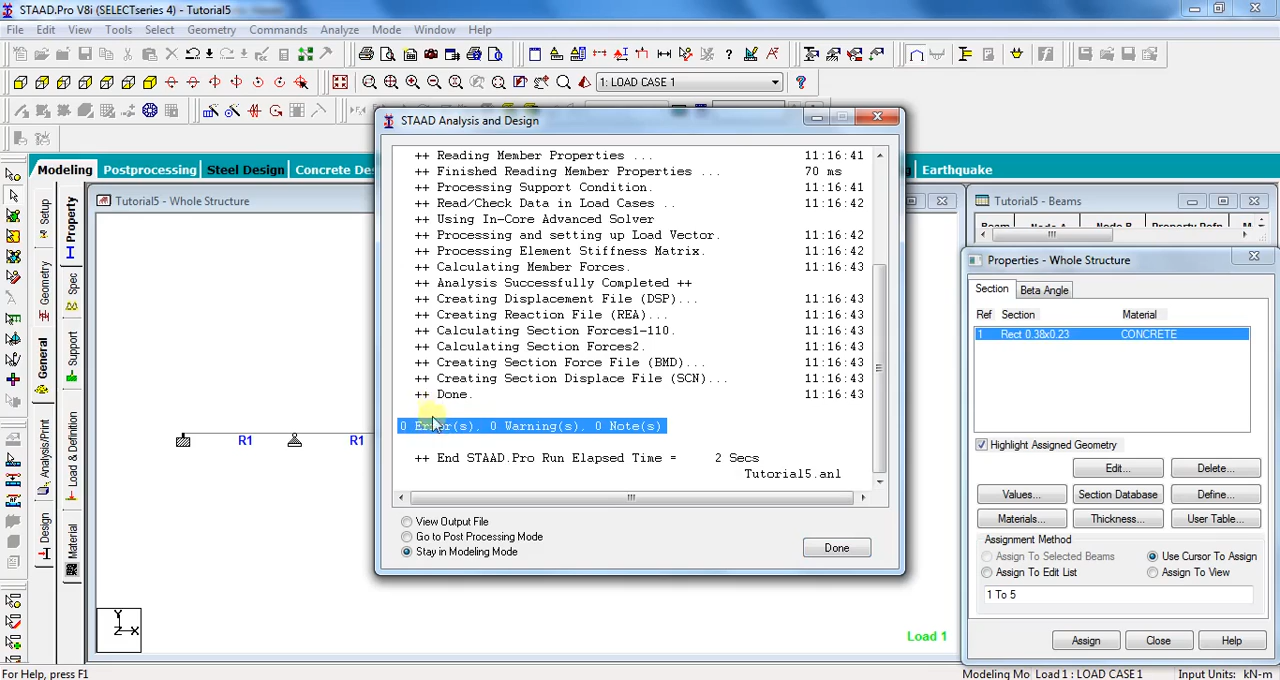 STAAD.Pro V8i (SELECTseries 4) - Tutorial5
File Edit View Tools Select Geometry Commands Analyze Mode Window Help
1: LOAD CASE 1
Modeling Postprocessing Steel Design Concrete De Earthquake
Tutorial5 - Whole Structure
STAAD Analysis and Design
++ Reading Member Properties ... 11:16:41
++ Finished Reading Member Properties ... 70 ms
++ Processing Support Condition. 11:16:41
++ Read/Check Data in Load Cases .. 11:16:42
++ Using In-Core Advanced Solver
++ Processing and setting up Load Vector. 11:16:42
++ Processing Element Stiffness Matrix. 11:16:42
++ Calculating Member Forces. 11:16:43
++ Analysis Successfully Completed ++
++ Creating Displacement File (DSP)... 11:16:43
++ Creating Reaction File (REA)... 11:16:43
++ Calculating Section Forces1-110. 11:16:43
++ Calculating Section Forces2. 11:16:43
++ Creating Section Force File (BMD)... 11:16:43
++ Creating Section Displace File (SCN)... 11:16:43
++ Done. 11:16:43
0 Error(s), 0 Warning(s), 0 Note(s)
++ End STAAD.Pro Run Elapsed Time = 2 Secs
Tutorial5.anl
View Output File
Go to Post Processing Mode
Stay in Modeling Mode
Done
Setup
Geometry
General
Analysis/Print
Design
Property
Spec
Support
Load & Definition
Material
R1 R1
Y
Z X
Load 1
Tutorial5 - Beams
Beam Node A Node B Property Refn
Properties - Whole Structure
Section Beta Angle
Ref Section Material
1 Rect 0.38x0.23 CONCRETE
Highlight Assigned Geometry
Edit... Delete...
Values... Section Database Define...
Materials... Thickness... User Table...
Assignment Method
Assign To Selected Beams Use Cursor To Assign
Assign To Edit List Assign To View
1 To 5
Assign Close Help
For Help, press F1
Modeling Mo Load 1 : LOAD CASE 1 Input Units: kN-m